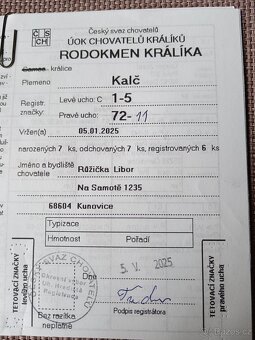 ČS
CH
Český svaz chovatelů
ÚOK CHOVATELŮ KRÁLÍKŮ
RODOKMEN KRÁLÍKA
Samec králice
Plemeno Kalč
Registr. značky: Levé ucho: C 1-5
Pravé ucho: 72-11
Vržen(a) 05.01.2025
narozených 7 ks, odchovaných 7 ks, registrovaných 6 ks
Jméno a bydliště chovatele Růžička Libor
Na Samotě 1235
68604 Kunovice
Typizace
Hmotnost Pořadí
TETOVACÍ ZNAČKY levého ucha
Dne 5. V. 2025
TETOVACÍ ZNAČKY pravého ucha
Bez razítka neplatné
Podpis registrátora